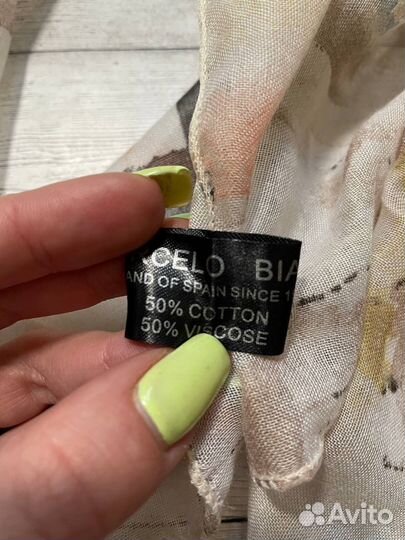 CELO BIA
AND OF SPAIN SINCE 1
50% COTTON
50% VISCOSE
Avito